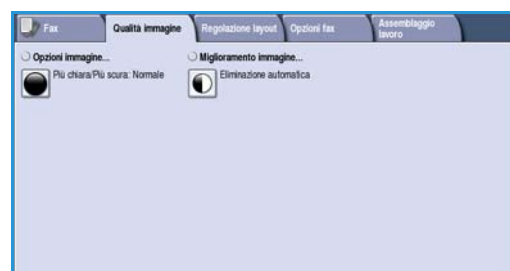 Fax
Qualità immagine
Regolazione layout
Opzioni fax
Assemblaggio
lavoro
Opzioni immagine...
Miglioramento immagine...
Più chiara/Più scura: Normale
Eliminazione automatica